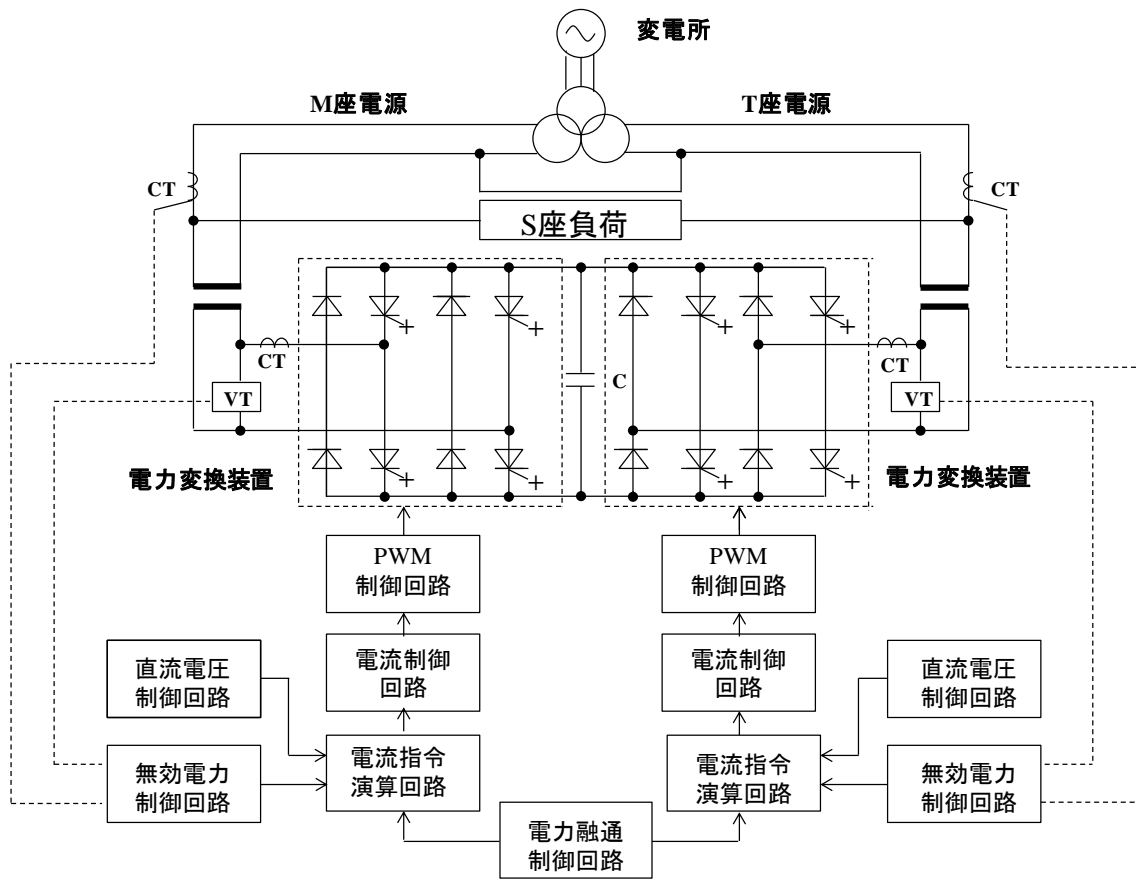 変電所
M座電源
T座電源
CT
CT
S座負荷
CT
C
CT
VT
VT
電力変換装置
電力変換装置
PWM
制御回路
PWM
制御回路
直流電圧
制御回路
電流制御
回路
電流制御
回路
直流電圧
制御回路
無効電力
制御回路
電流指令
演算回路
電流指令
演算回路
無効電力
制御回路
電力融通
制御回路